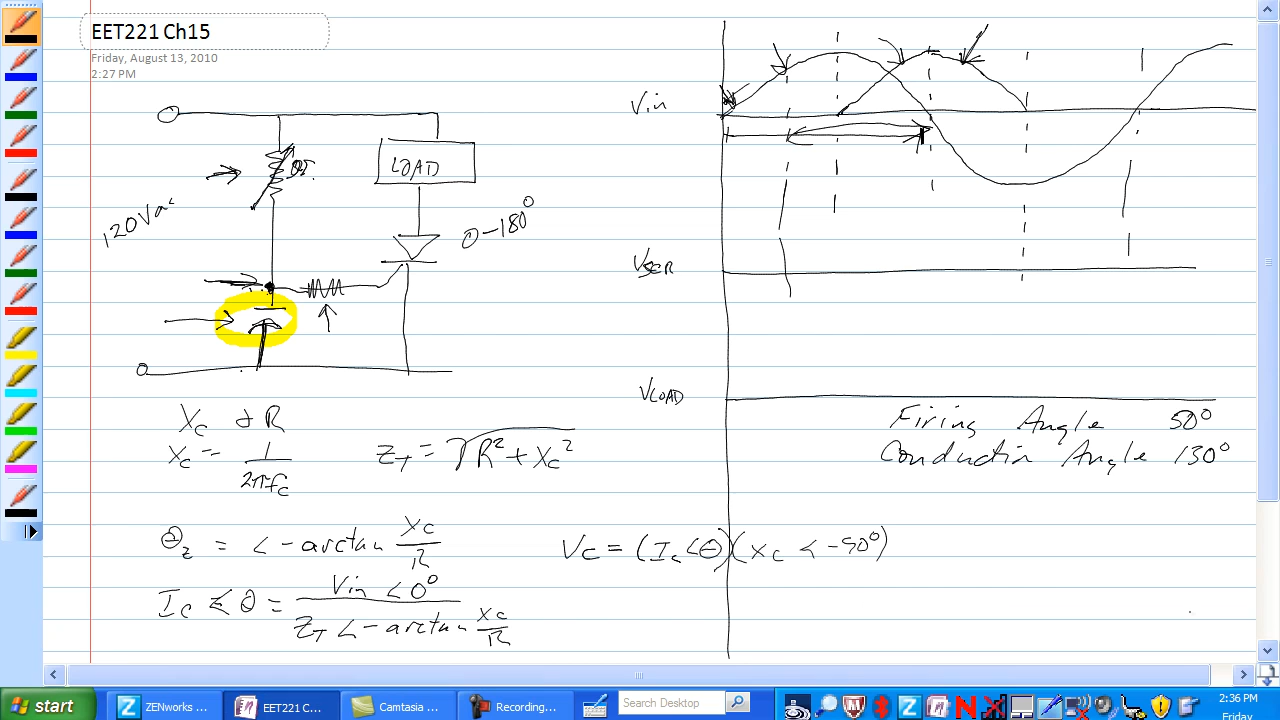 EET221 Ch15
Friday, August 13, 2010
2:27 PM
Vin
LOAD
120Vac
0-180°
VSCR
VLOAD
Xc & R
Firing Angle 50°
Xc = 1/2πfc
ZT = √R² + Xc²
Conduction Angle 130°
θz = < - arctan Xc/R
Vc = (Ic<θ)(Xc < -90°)
Ic < θ = Vin <0° / ZT < - arctan Xc/R
start
ZENworks ...
EET221 C...
Camtasia ...
Recording...
Search Desktop
2:36 PM
Friday